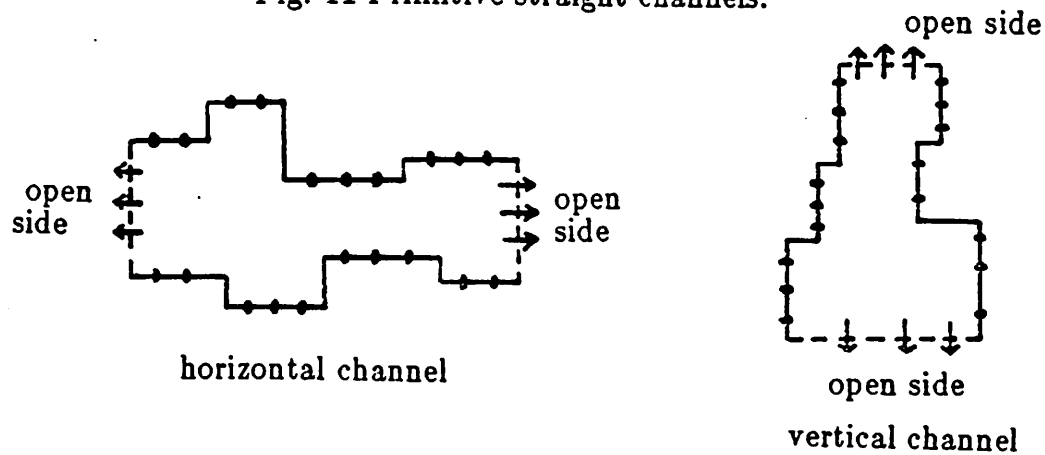 open side
open
side
open
side
horizontal channel
open side
vertical channel